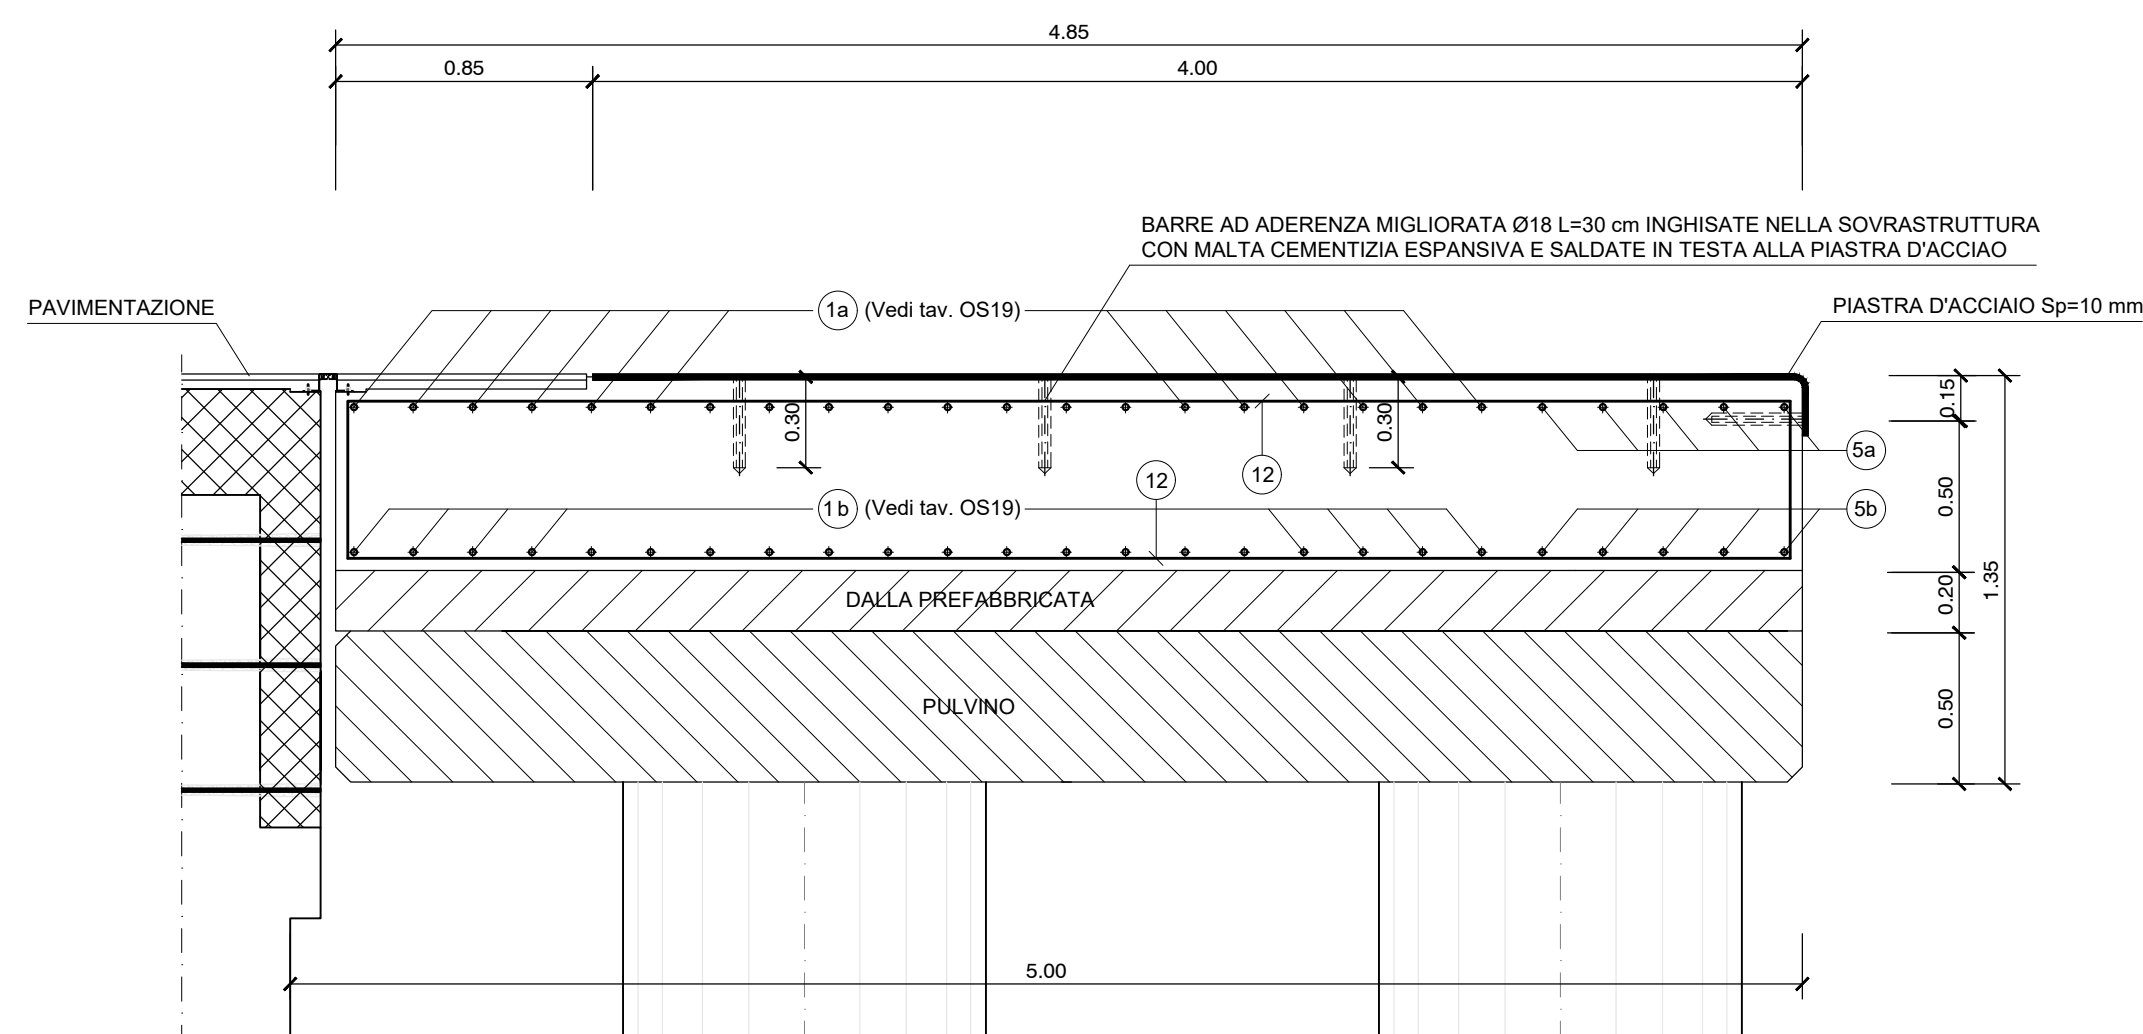 4.85
0.85
4.00
BARRE AD ADERENZA MIGLIORATA Ø18 L=30 cm INGHISATE NELLA SOVRASTRUTTURA
CON MALTA CEMENTIZIA ESPANSIVA E SALDATE IN TESTA ALLA PIASTRA D'ACCIAO
PAVIMENTAZIONE
1a (Vedi tav. OS19)
PIASTRA D'ACCIAIO Sp=10 mm
0.15
0.30
0.30
5a
12
12
0.50
1b (Vedi tav. OS19)
5b
1.35
DALLA PREFABBRICATA
0.20
PULVINO
0.50
5.00